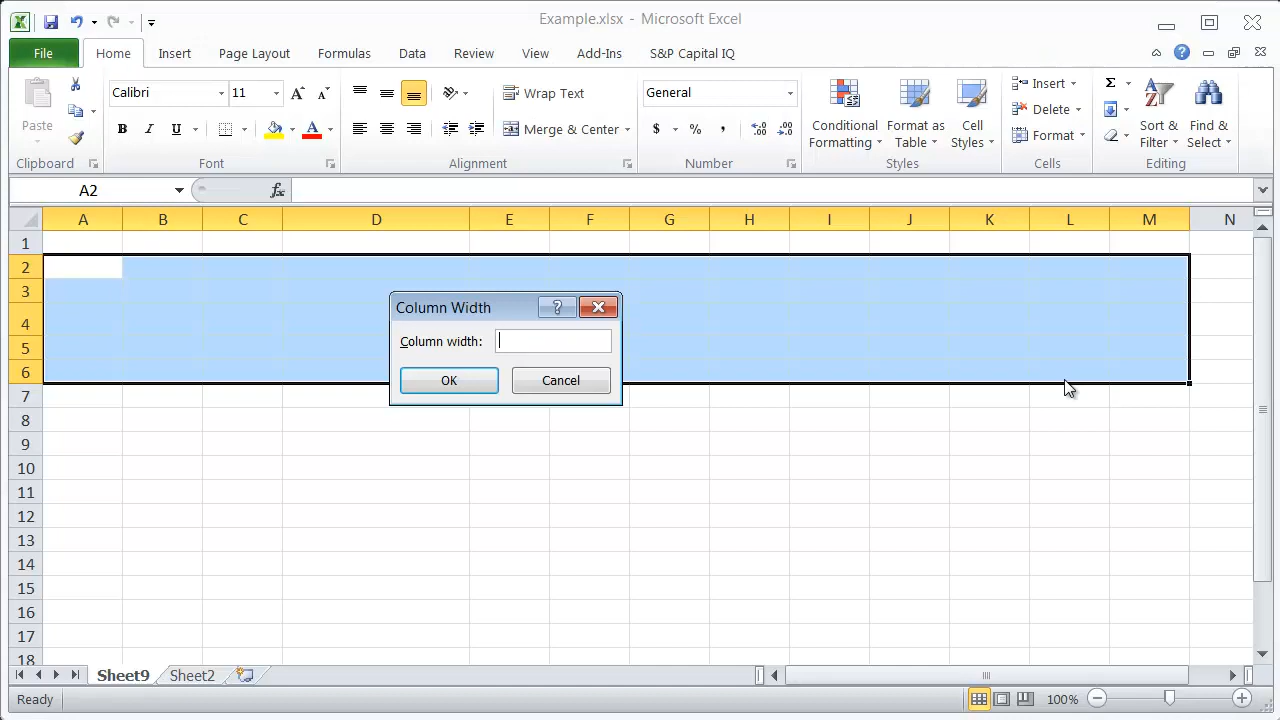 Example.xlsx - Microsoft Excel
File Home Insert Page Layout Formulas Data Review View Add-Ins S&P Capital IQ
Paste
Calibri 11
B I U
Wrap Text
Merge & Center
General
$ % ,
Conditional Formatting
Format as Table
Cell Styles
Insert
Delete
Format
Σ
Sort & Filter
Find & Select
Clipboard Font Alignment Number Styles Cells Editing
A2 fx
A B C D E F G H I J K L M N
1
2
3
4
5
6
7
8
9
10
11
12
13
14
15
16
17
18
Column Width
Column width:
OK Cancel
Sheet9 Sheet2
Ready 100%